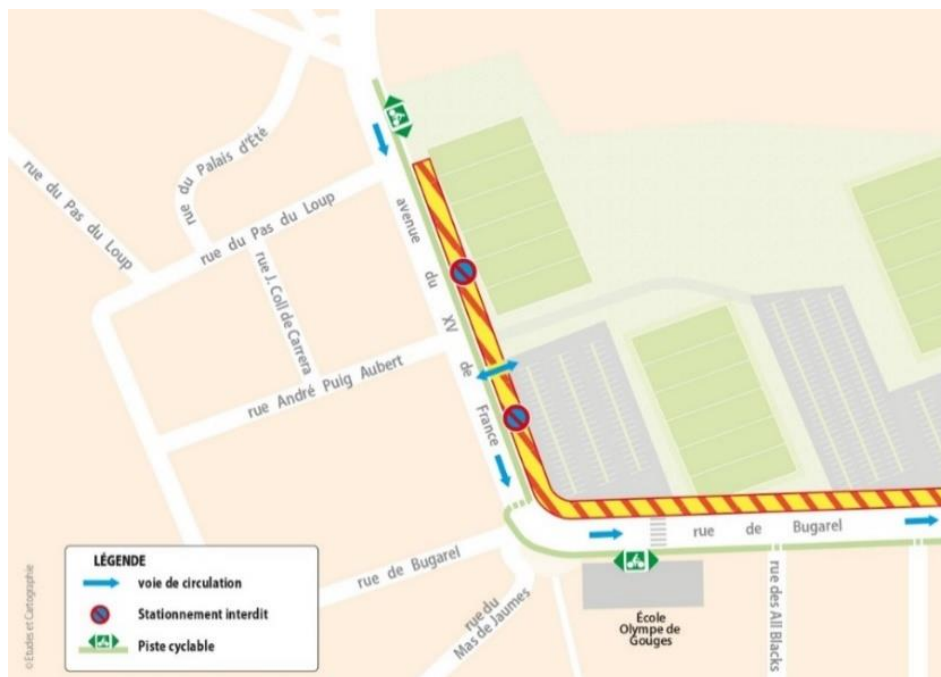 rue du Palais d'Été
rue du Pas du Loup
rue du Pas du Loup
rue J. Coll de Carrera
avenue du XV de France
rue André Puig Aubert
rue de Bugarel
rue de Bugarel
rue du
Mas de Jaumes
rue des All Blacks
École
Olympe de
Gouges
LÉGENDE
voie de circulation
Stationnement interdit
Piste cyclable
© Etudes et Cartographie